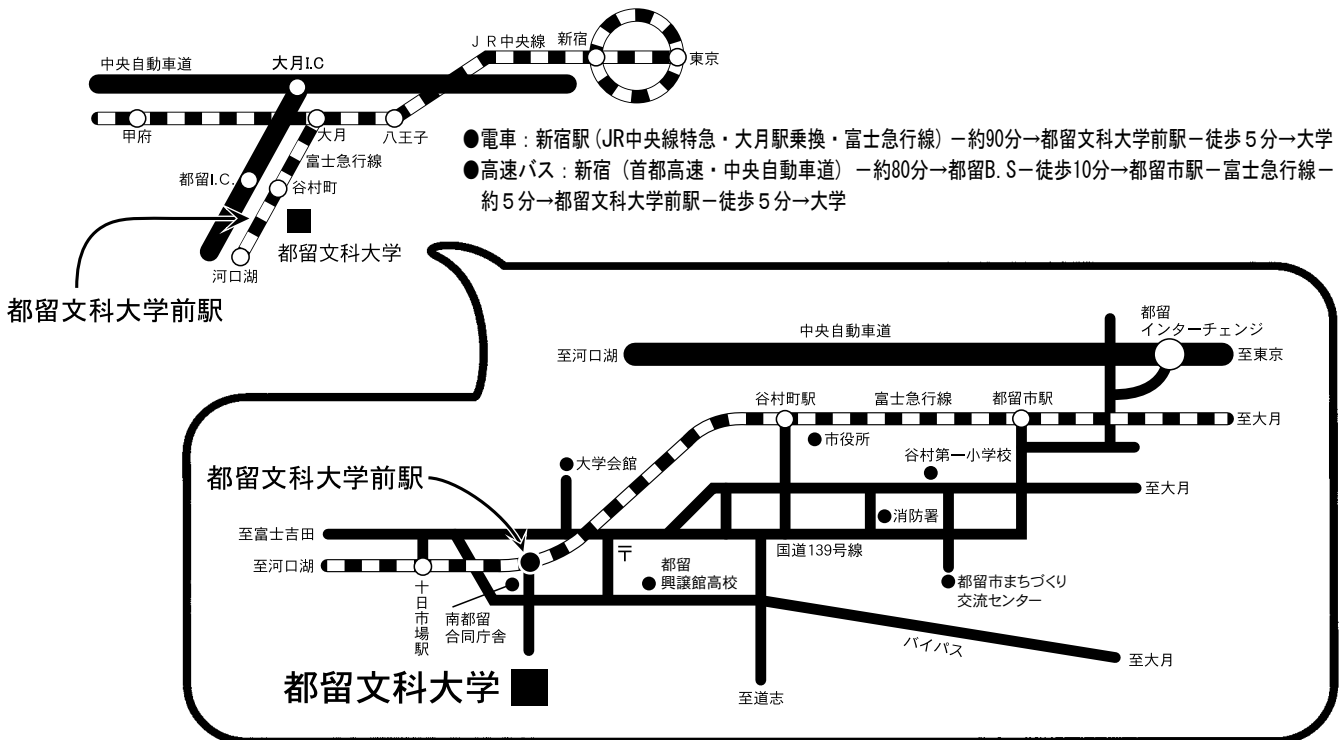 JR中央線
新宿
東京
中央自動車道
大月I.C
甲府
大月
八王子
富士急行線
都留I.C.
谷村町
都留文科大学
河口湖
都留文科大学前駅
●電車：新宿駅（JR中央線特急・大月駅乗換・富士急行線）－約90分→都留文科大学前駅－徒歩５分→大学
●高速バス：新宿（首都高速・中央自動車道）－約80分→都留B.S－徒歩10分→都留市駅－富士急行線－
約５分→都留文科大学前駅－徒歩５分→大学
都留
インターチェンジ
中央自動車道
至河口湖
至東京
谷村町駅
富士急行線
都留市駅
至大月
市役所
谷村第一小学校
大学会館
都留文科大学前駅
至大月
消防署
至富士吉田
国道139号線
〒
至河口湖
都留
興譲館高校
都留市まちづくり
交流センター
十日市場駅
南都留
合同庁舎
バイパス
至大月
都留文科大学
至道志